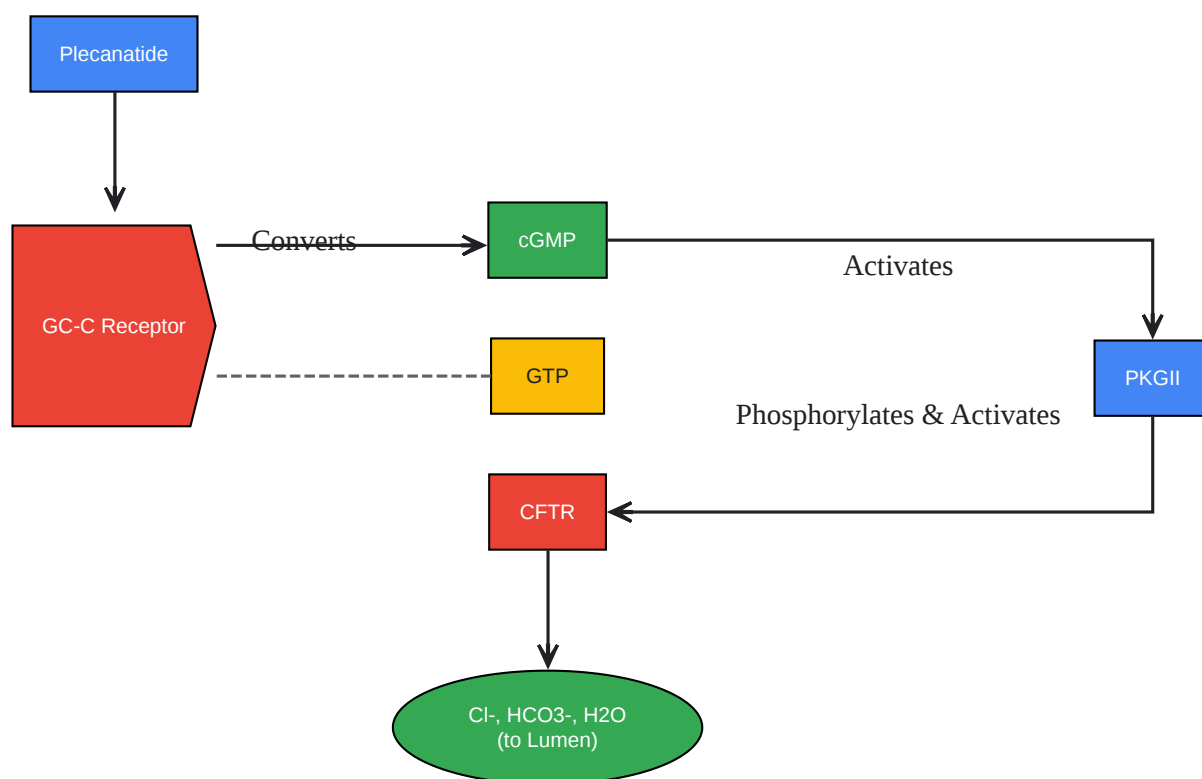 Plecanatide
Converts
cGMP
Activates
GC-C Receptor
GTP
PKGII
Phosphorylates & Activates
CFTR
Cl-, HCO3-, H2O
(to Lumen)